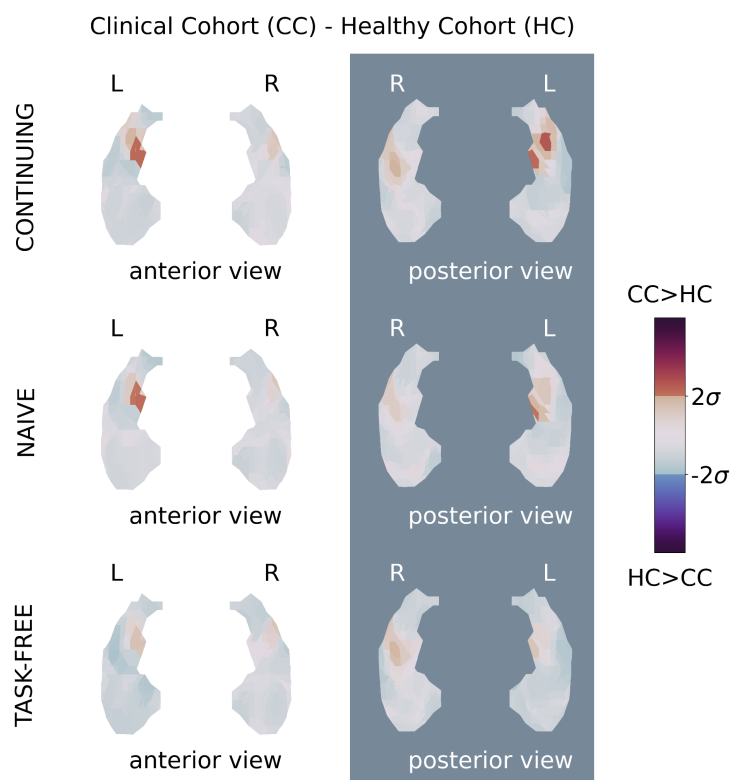 Clinical Cohort (CC) - Healthy Cohort (HC)
CONTINUING
L R R L
anterior view posterior view
CC>HC
NAIVE
L R R L
2σ
-2σ
anterior view posterior view
HC>CC
TASK-FREE
L R R L
anterior view posterior view